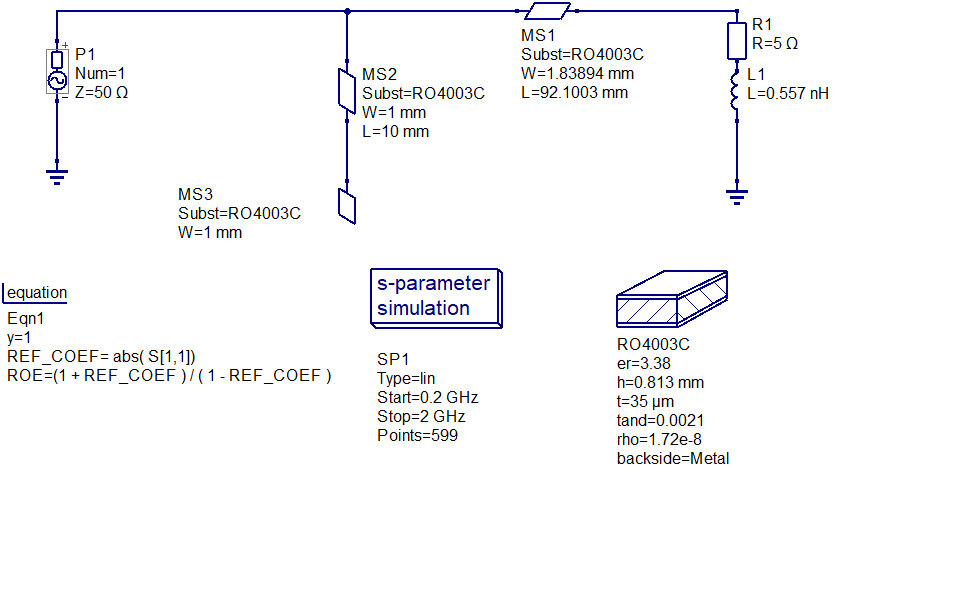 P1
Num=1
Z=50 Ω
MS2
Subst=RO4003C
W=1 mm
L=10 mm
MS1
Subst=RO4003C
W=1.83894 mm
L=92.1003 mm
R1
R=5 Ω
L1
L=0.557 nH
MS3
Subst=RO4003C
W=1 mm
equation
Eqn1
y=1
REF_COEF= abs( S[1,1])
ROE=(1 + REF_COEF ) / ( 1 - REF_COEF )
s-parameter
simulation
SP1
Type=lin
Start=0.2 GHz
Stop=2 GHz
Points=599
RO4003C
er=3.38
h=0.813 mm
t=35 µm
tand=0.0021
rho=1.72e-8
backside=Metal